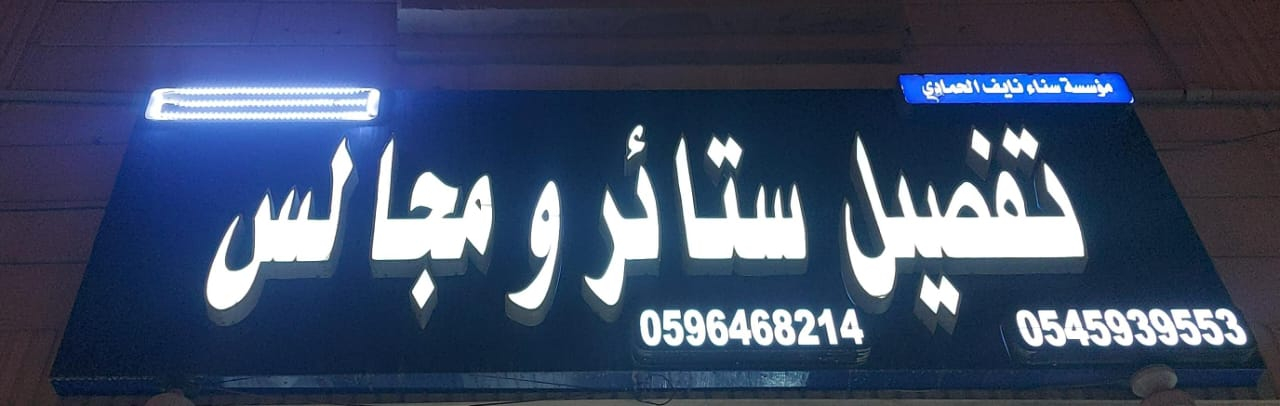 مؤسسة سناء نايف الحمادي
تفصيل ستائر و مجالس
0545939553 0596468214